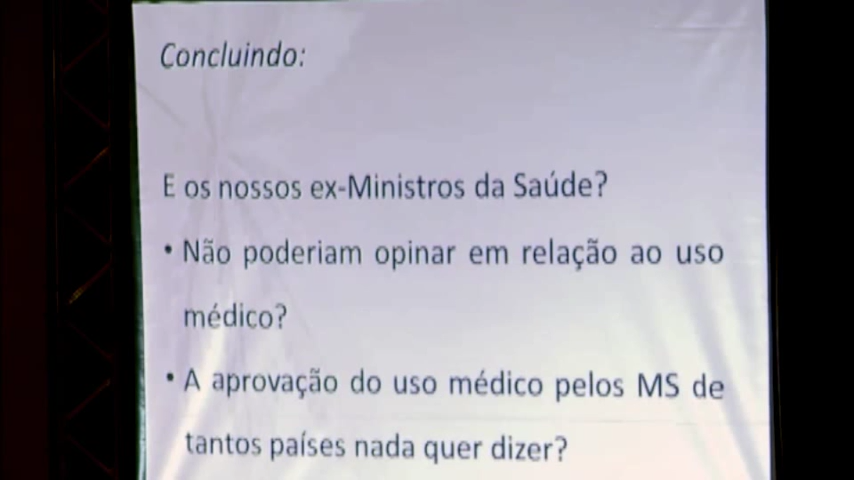 Concluindo:
E os nossos ex-Ministros da Saúde?
• Não poderiam opinar em relação ao uso
médico?
• A aprovação do uso médico pelos MS de
tantos países nada quer dizer?